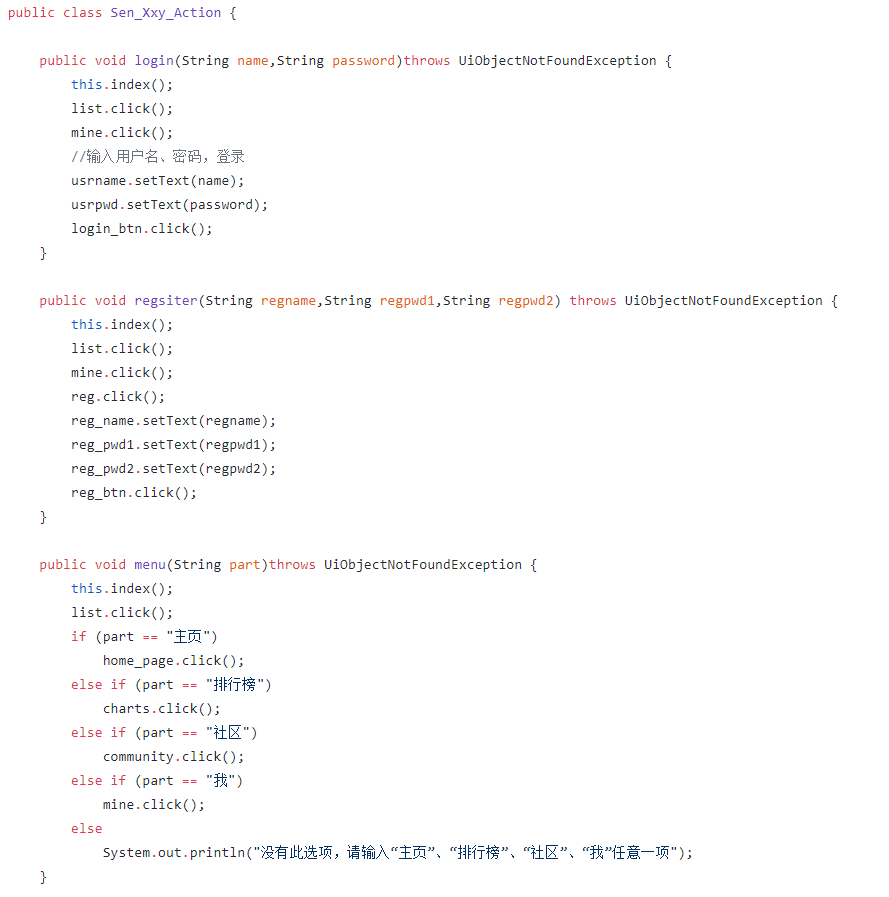 public class Sen_Xxy_Action {
public void login(String name,String password)throws UiObjectNotFoundException {
this.index();
list.click();
mine.click();
//输入用户名、密码，登录
usrname.setText(name);
usrpwd.setText(password);
login_btn.click();
}
public void regsiter(String regname,String regpwd1,String regpwd2) throws UiObjectNotFoundException {
this.index();
list.click();
mine.click();
reg.click();
reg_name.setText(regname);
reg_pwd1.setText(regpwd1);
reg_pwd2.setText(regpwd2);
reg_btn.click();
}
public void menu(String part)throws UiObjectNotFoundException {
this.index();
list.click();
if (part == "主页")
home_page.click();
else if (part == "排行榜")
charts.click();
else if (part == "社区")
community.click();
else if (part == "我")
mine.click();
else
System.out.println("没有此选项，请输入“主页”、“排行榜”、“社区”、“我”任意一项");
}